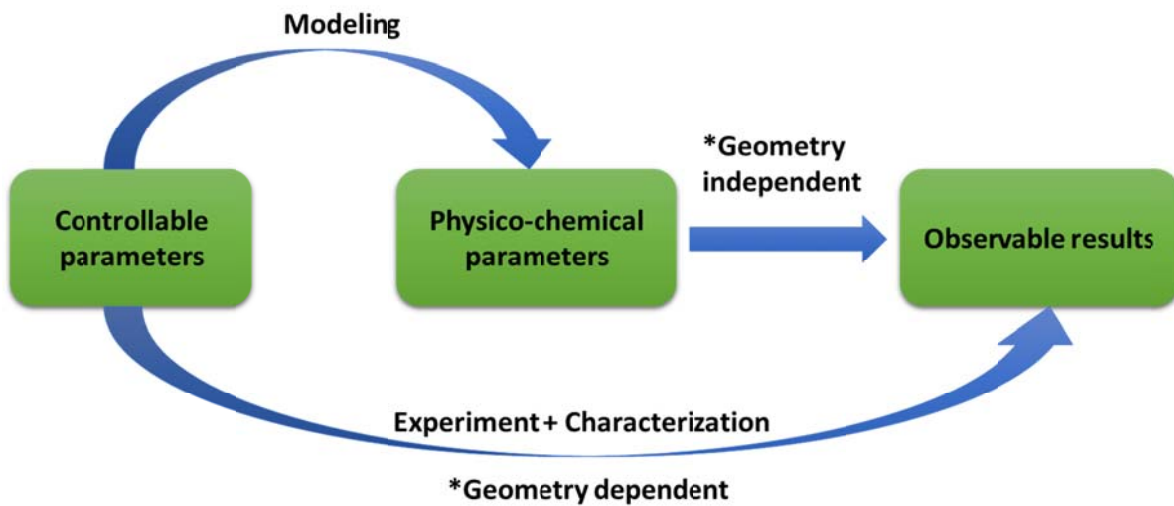 Modeling
*Geometry
independent
Controllable
parameters
Physico-chemical
parameters
Observable results
Experiment + Characterization
*Geometry dependent